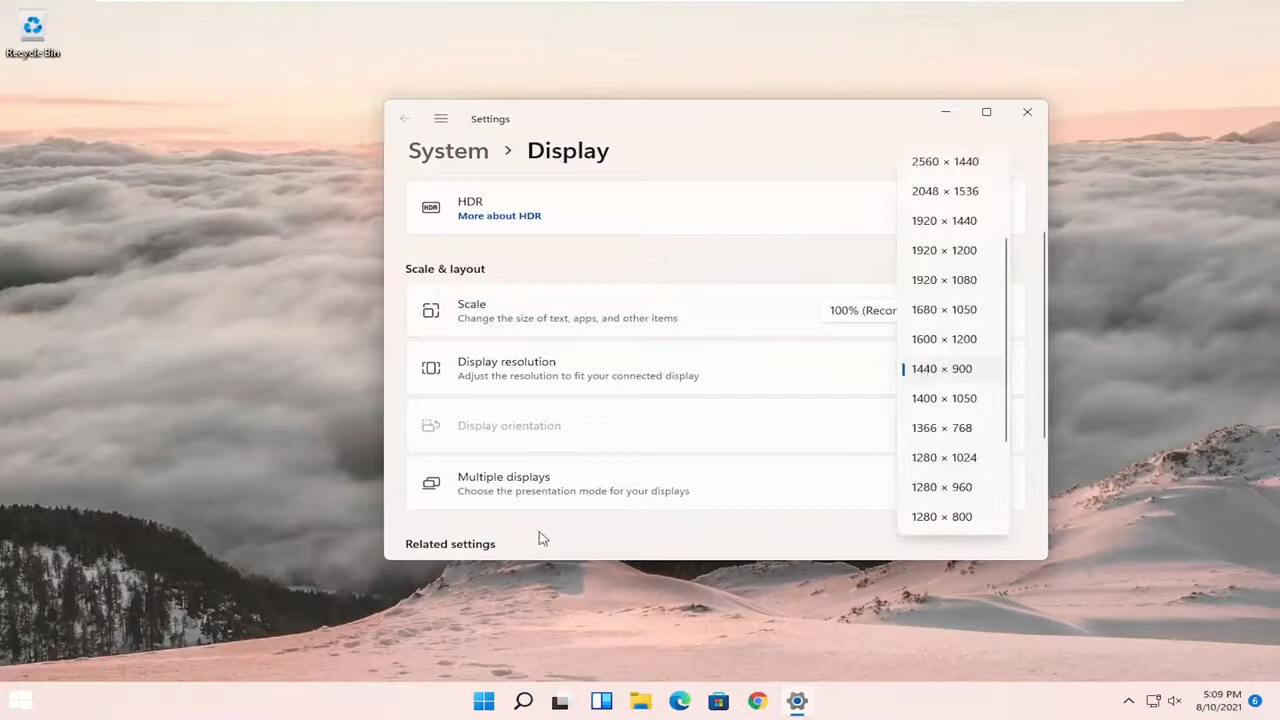 Recycle Bin
Settings
System > Display
HDR
HDR
More about HDR
Scale & layout
Scale
Change the size of text, apps, and other items
100% (Recor
Display resolution
Adjust the resolution to fit your connected display
Display orientation
Multiple displays
Choose the presentation mode for your displays
Related settings
2560 × 1440
2048 × 1536
1920 × 1440
1920 × 1200
1920 × 1080
1680 × 1050
1600 × 1200
1440 × 900
1400 × 1050
1366 × 768
1280 × 1024
1280 × 960
1280 × 800
5:09 PM
8/10/2021
6